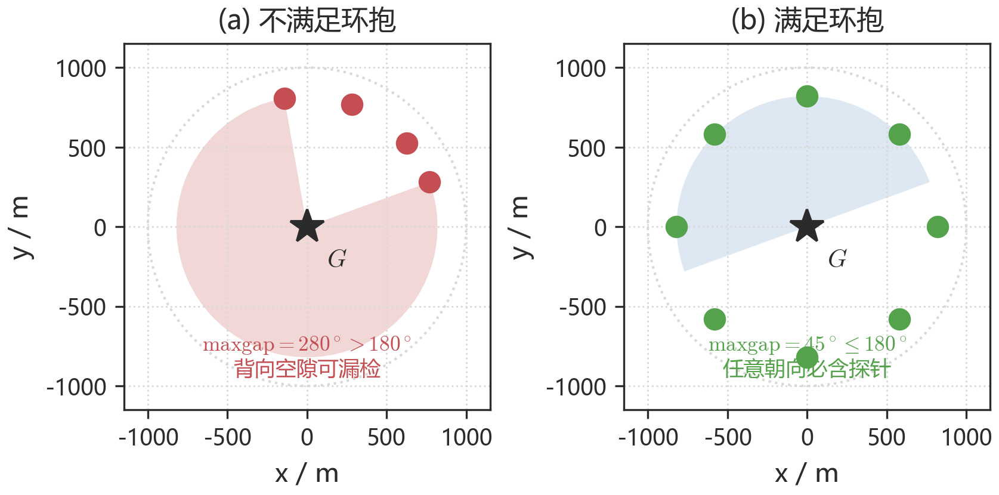 (a) 不满足环抱
1000
500
0
-500
-1000
y / m
G
maxgap = 280° > 180°
背向空隙可漏检
-1000 -500 0 500 1000
x / m
(b) 满足环抱
1000
500
0
-500
-1000
y / m
G
maxgap = 45° ≤ 180°
任意朝向必含探针
-1000 -500 0 500 1000
x / m